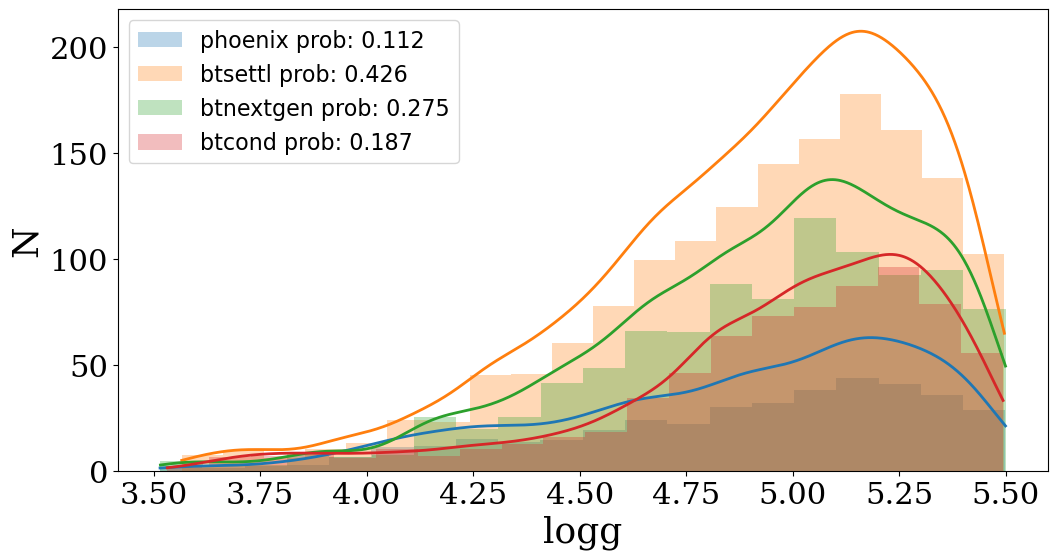 phoenix prob: 0.112
btsettl prob: 0.426
btnextgen prob: 0.275
btcond prob: 0.187
N
200
150
100
50
0
3.50 3.75 4.00 4.25 4.50 4.75 5.00 5.25 5.50
logg